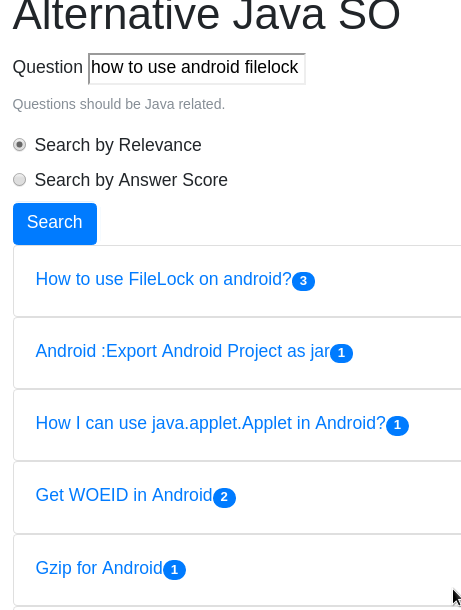 Alternative Java SO
Question how to use android filelock
Questions should be Java related.
Search by Relevance
Search by Answer Score
Search
How to use FileLock on android? 3
Android :Export Android Project as jar 1
How I can use java.applet.Applet in Android? 1
Get WOEID in Android 2
Gzip for Android 1